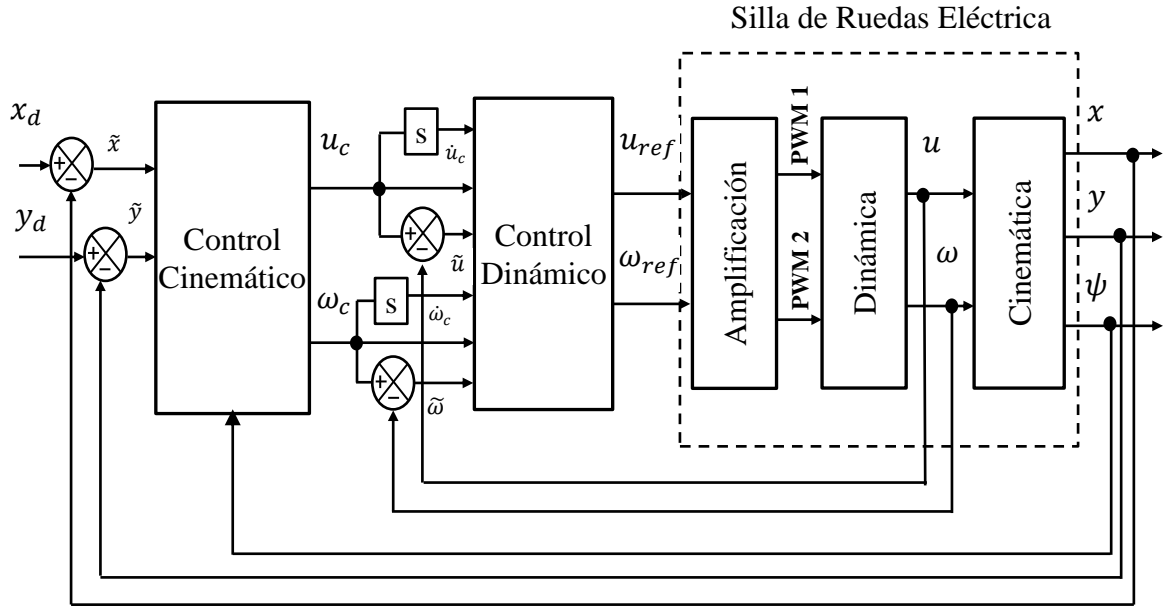 Silla de Ruedas Eléctrica
x_d
x̃
y_d
ỹ
+
−
+
−
Control
Cinemático
u_c
ω_c
s
u̇_c
+
−
ũ
s
ω̇_c
+
−
ω̃
Control
Dinámico
u_ref
ω_ref
Amplificación
PWM 1
PWM 2
Dinámica
u
ω
Cinemática
x
y
ψ